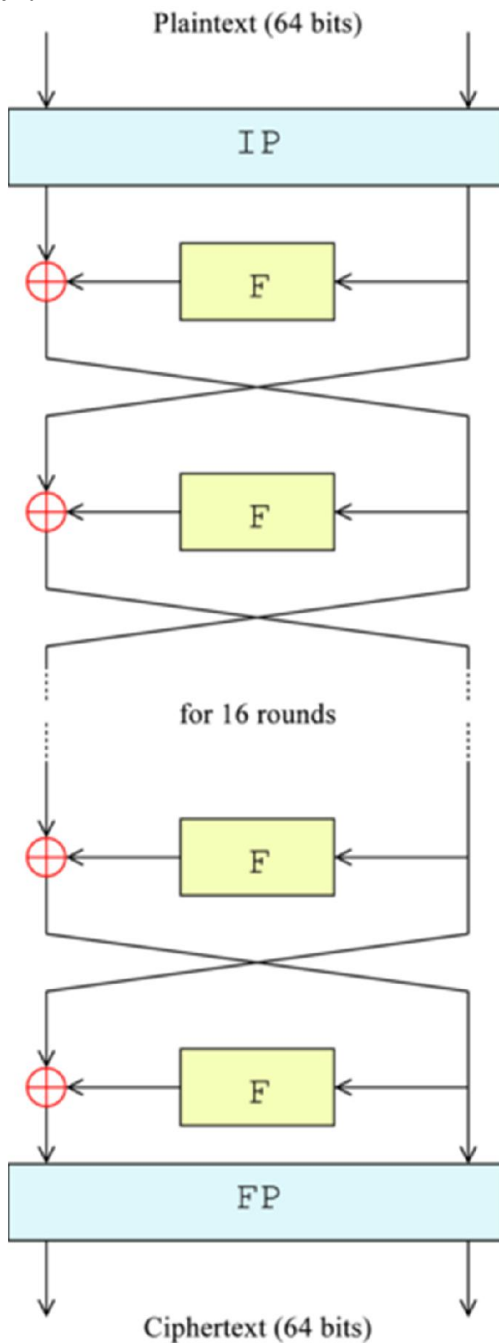 Plaintext (64 bits)
IP
F
F
for 16 rounds
F
F
FP
Ciphertext (64 bits)